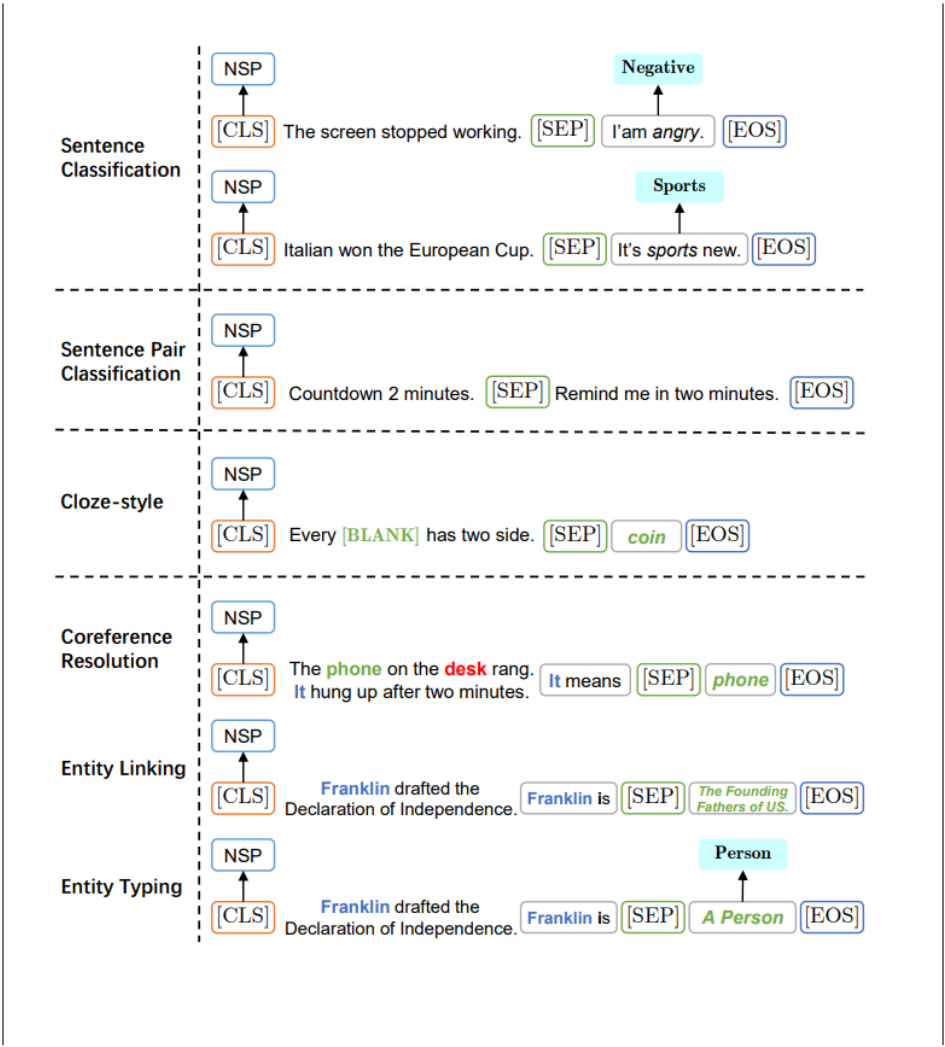 NSP
Negative
[CLS] The screen stopped working. [SEP] I'am angry. [EOS]
Sentence
Classification
NSP
Sports
[CLS] Italian won the European Cup. [SEP] It's sports new. [EOS]
NSP
Sentence Pair
Classification
[CLS] Countdown 2 minutes. [SEP] Remind me in two minutes. [EOS]
NSP
Cloze-style
[CLS] Every [BLANK] has two side. [SEP] coin [EOS]
NSP
Coreference
Resolution
[CLS] The phone on the desk rang.
It hung up after two minutes. It means [SEP] phone [EOS]
NSP
Entity Linking
[CLS] Franklin drafted the
Declaration of Independence. Franklin is [SEP] The Founding
Fathers of US. [EOS]
NSP
Person
Entity Typing
[CLS] Franklin drafted the
Declaration of Independence. Franklin is [SEP] A Person [EOS]